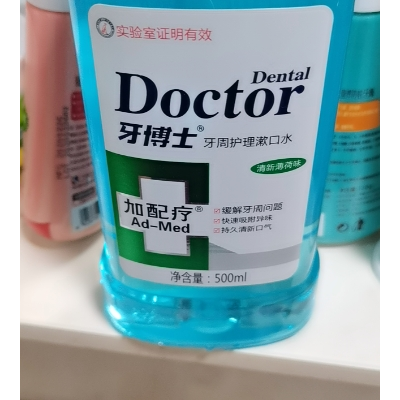 实验室证明有效
Dental
Doctor
牙博士® 牙周护理漱口水
清新薄荷味
加配疗®
Ad-Med
缓解牙周问题
快速吸附异味
持久清新口气
净含量：500ml